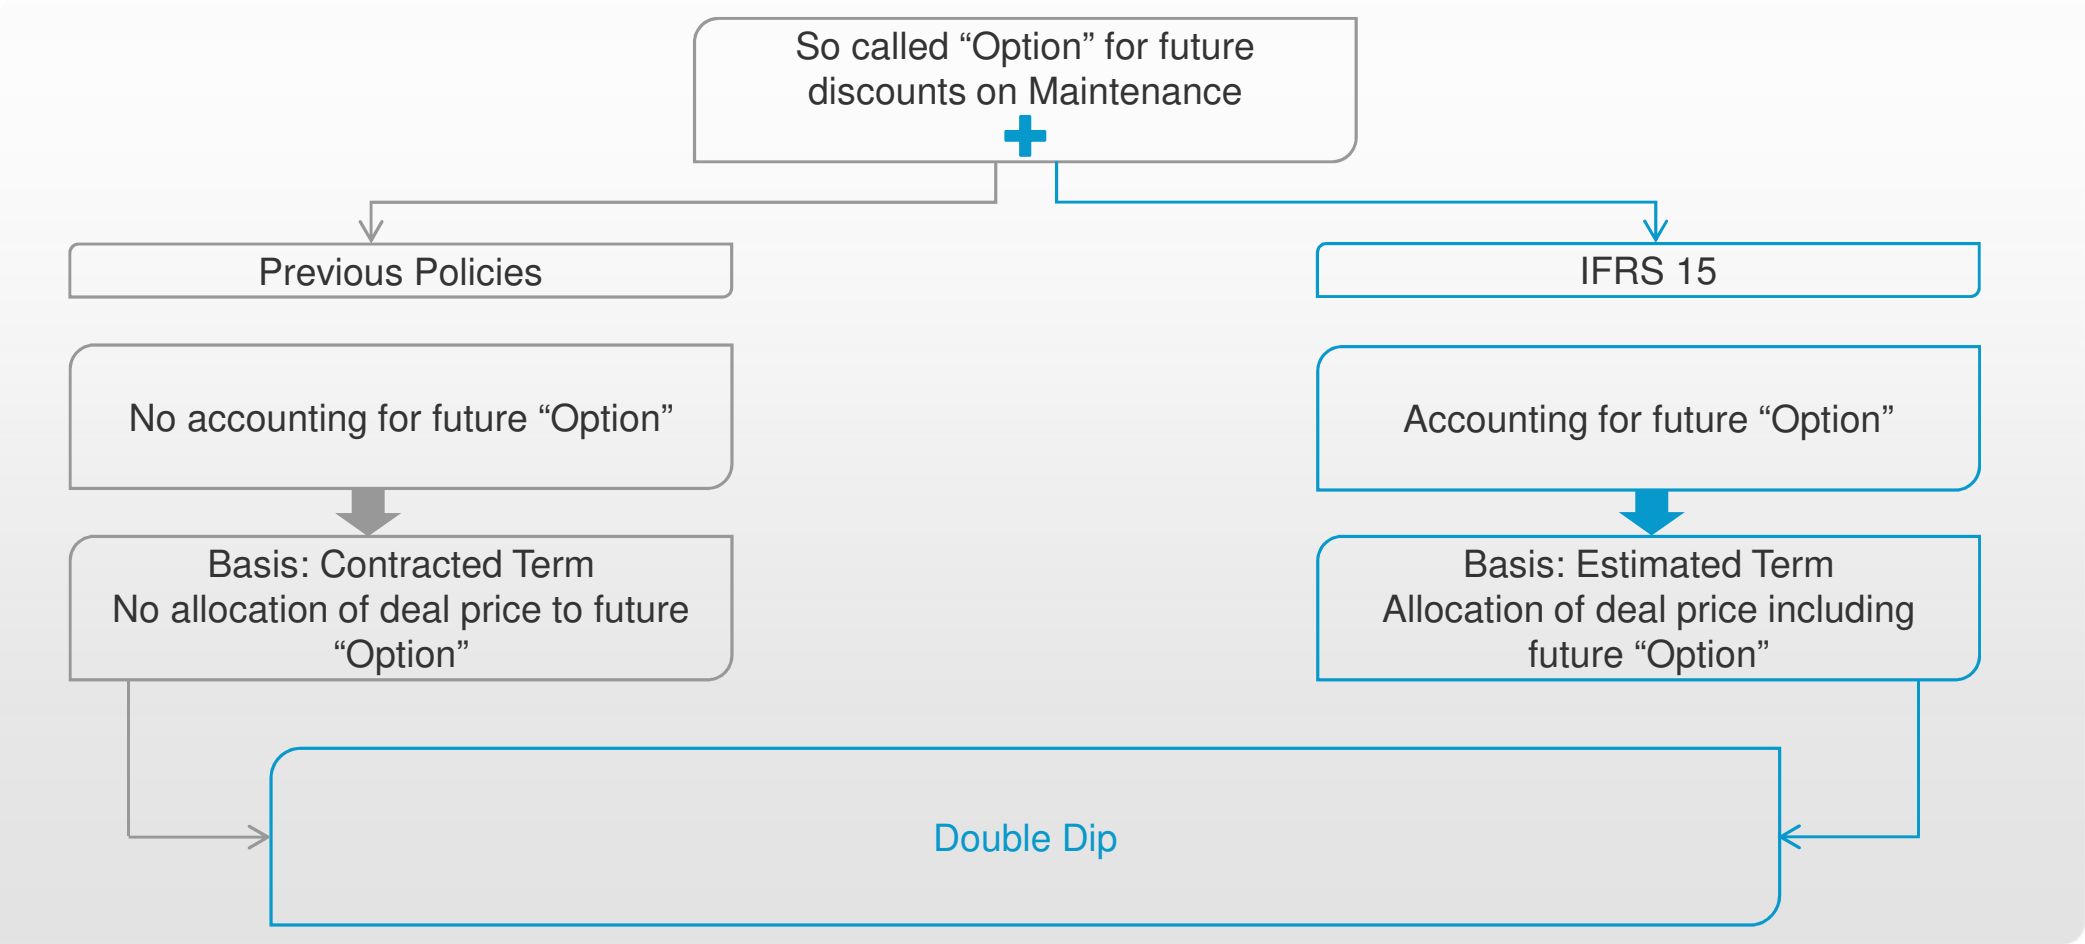 So called “Option” for future
discounts on Maintenance
Previous Policies
IFRS 15
No accounting for future “Option”
Accounting for future “Option”
Basis: Contracted Term
No allocation of deal price to future
“Option”
Basis: Estimated Term
Allocation of deal price including
future “Option”
Double Dip